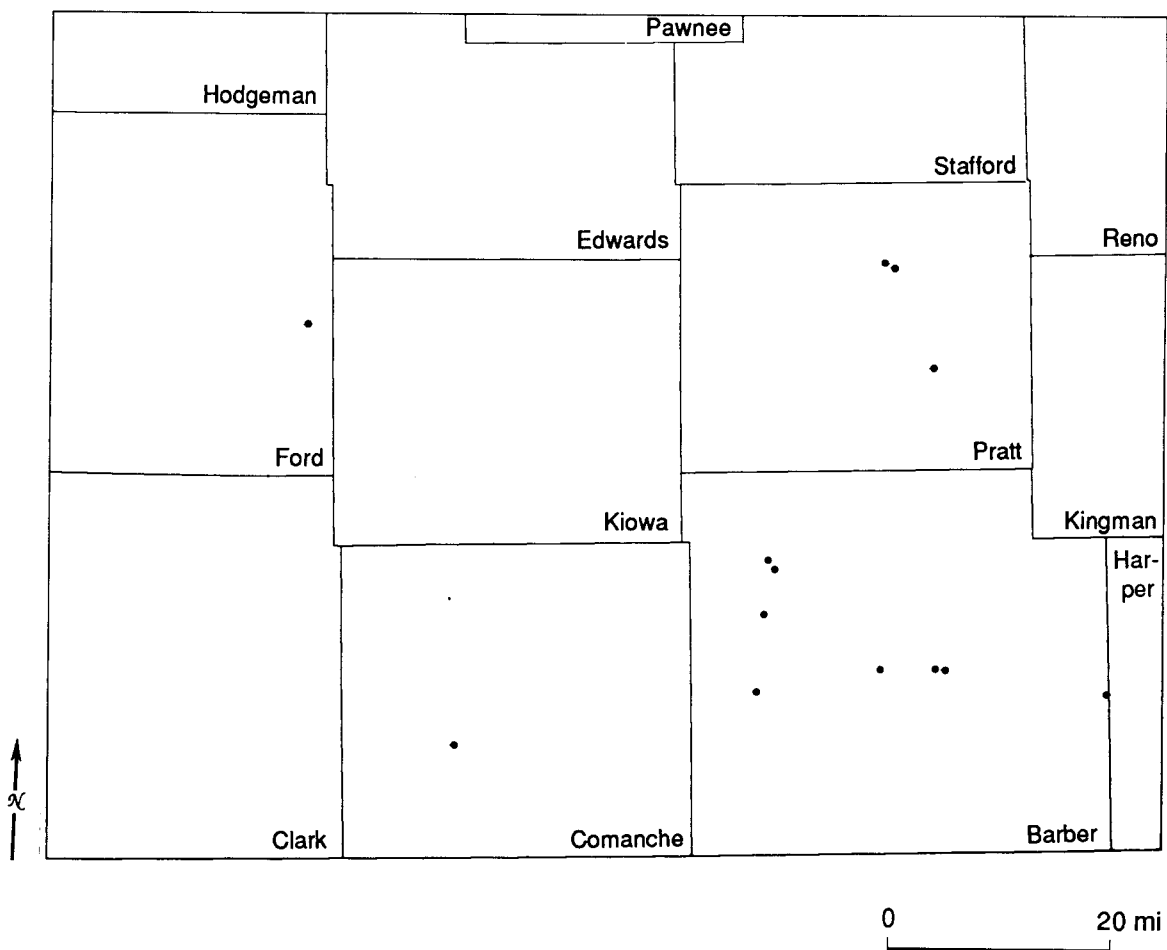 Pawnee
Hodgeman
Stafford
Edwards
Reno
Ford
Pratt
Kiowa
Kingman
Har-
per
N
Clark
Comanche
Barber
0 20 mi